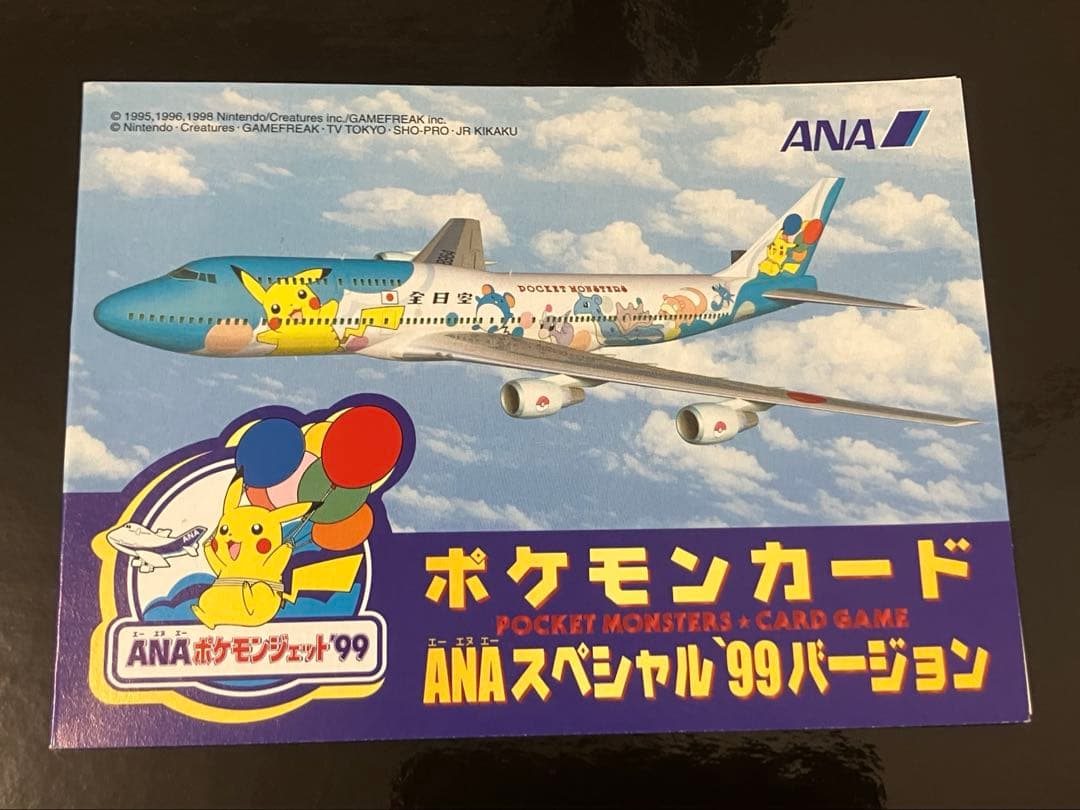 © 1995,1996,1998 Nintendo/Creatures inc./GAMEFREAK inc.
© Nintendo・Creatures・GAMEFREAK・TV TOKYO・SHO-PRO・JR KIKAKU
ANA
全日空
POCKET MONSTERS
ANA
エー エヌ エー
ANAポケモンジェット'99
ポケモンカード
POCKET MONSTERS★CARD GAME
エー エヌ エー
ANAスペシャル'99バージョン